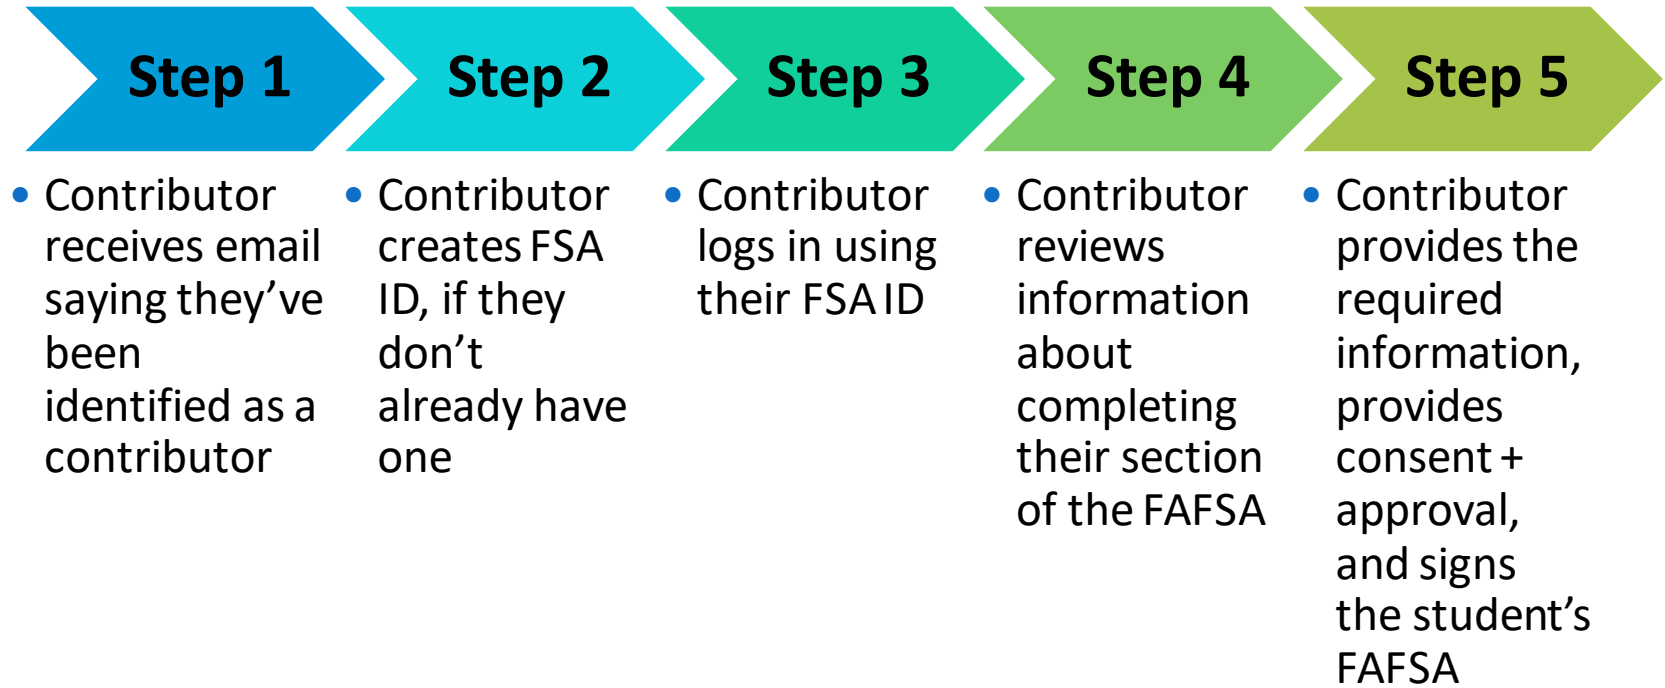 Step 1
Step 2
Step 3
Step 4
Step 5
• Contributor
receives email
saying they’ve
been
identified as a
contributor
• Contributor
creates FSA
ID, if they
don’t
already have
one
• Contributor
logs in using
their FSA ID
• Contributor
reviews
information
about
completing
their section
of the FAFSA
• Contributor
provides the
required
information,
provides
consent +
approval,
and signs
the student’s
FAFSA